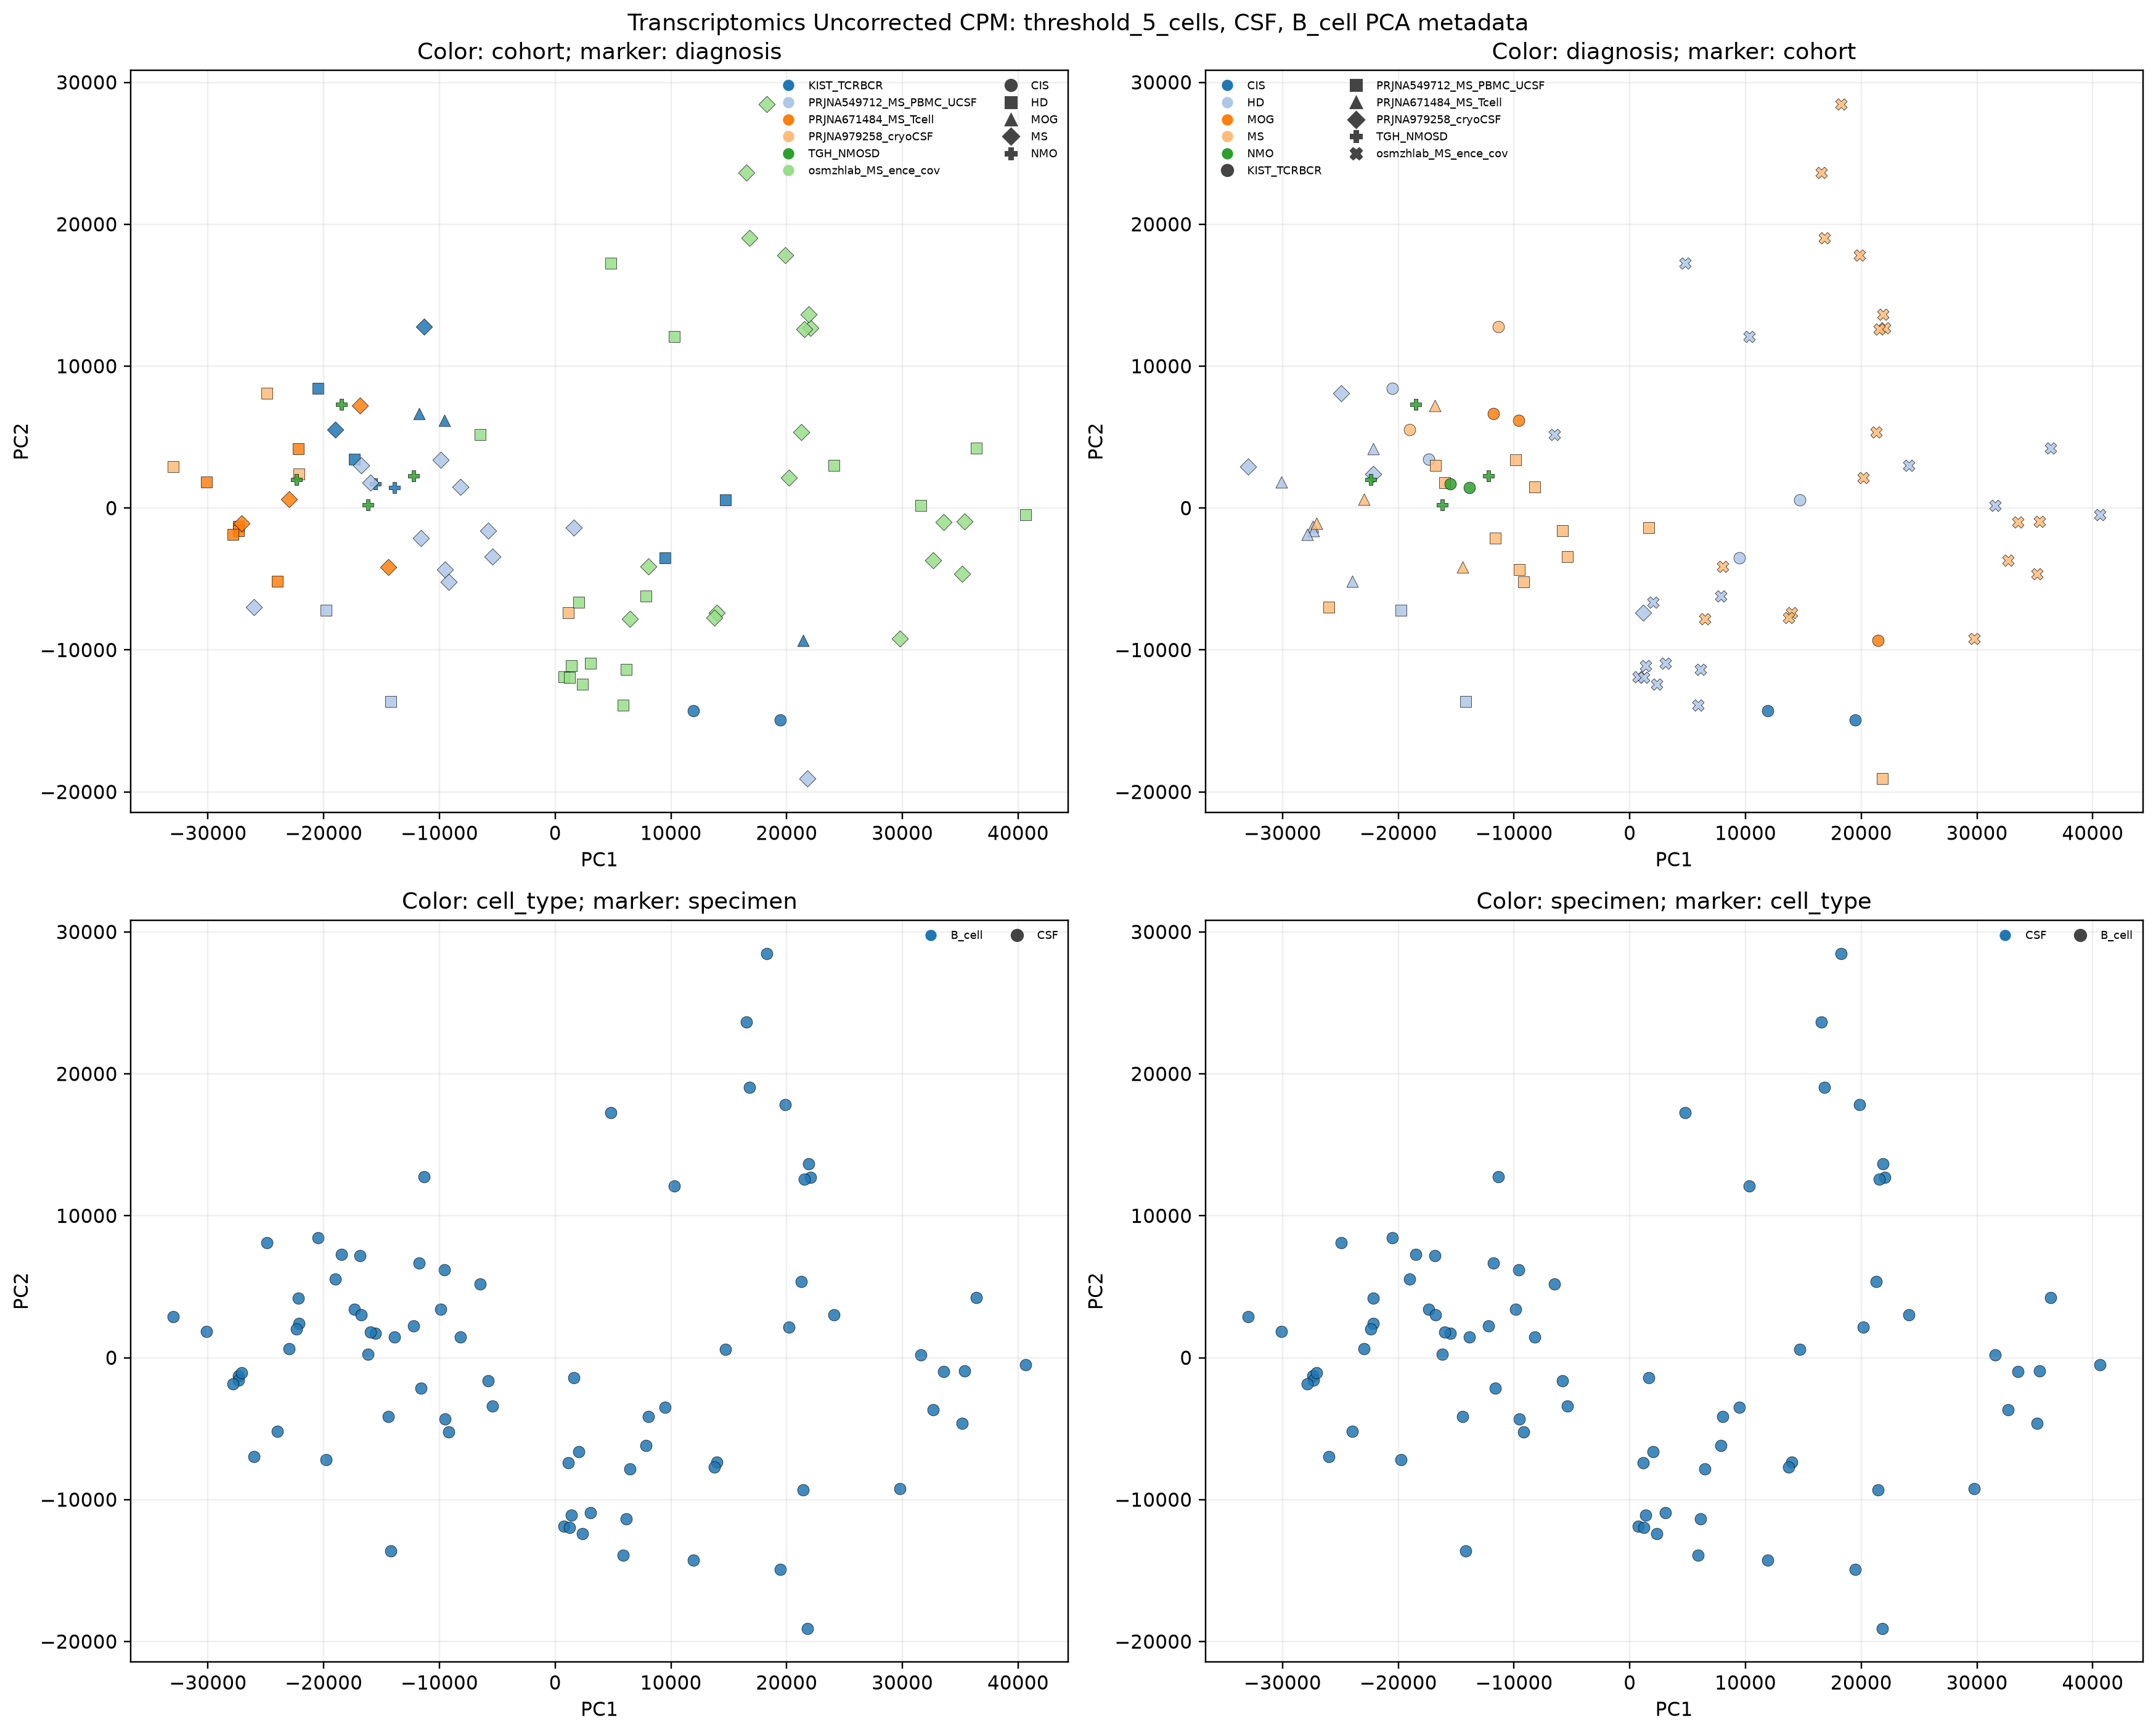 Transcriptomics Uncorrected CPM: threshold_5_cells, CSF, B_cell PCA metadata
Color: cohort; marker: diagnosis
30000
20000
10000
0
−10000
−20000
PC2
KIST_TCRBCR
PRJNA549712_MS_PBMC_UCSF
PRJNA671484_MS_Tcell
PRJNA979258_cryoCSF
TGH_NMOSD
osmzhlab_MS_ence_cov
CIS
HD
MOG
MS
NMO
−30000 −20000 −10000 0 10000 20000 30000 40000
PC1
Color: diagnosis; marker: cohort
30000
20000
10000
0
−10000
−20000
PC2
CIS
HD
MOG
MS
NMO
KIST_TCRBCR
PRJNA549712_MS_PBMC_UCSF
PRJNA671484_MS_Tcell
PRJNA979258_cryoCSF
TGH_NMOSD
osmzhlab_MS_ence_cov
−30000 −20000 −10000 0 10000 20000 30000 40000
PC1
Color: cell_type; marker: specimen
30000
20000
10000
0
−10000
−20000
PC2
B_cell
CSF
−30000 −20000 −10000 0 10000 20000 30000 40000
PC1
Color: specimen; marker: cell_type
30000
20000
10000
0
−10000
−20000
PC2
CSF
B_cell
−30000 −20000 −10000 0 10000 20000 30000 40000
PC1